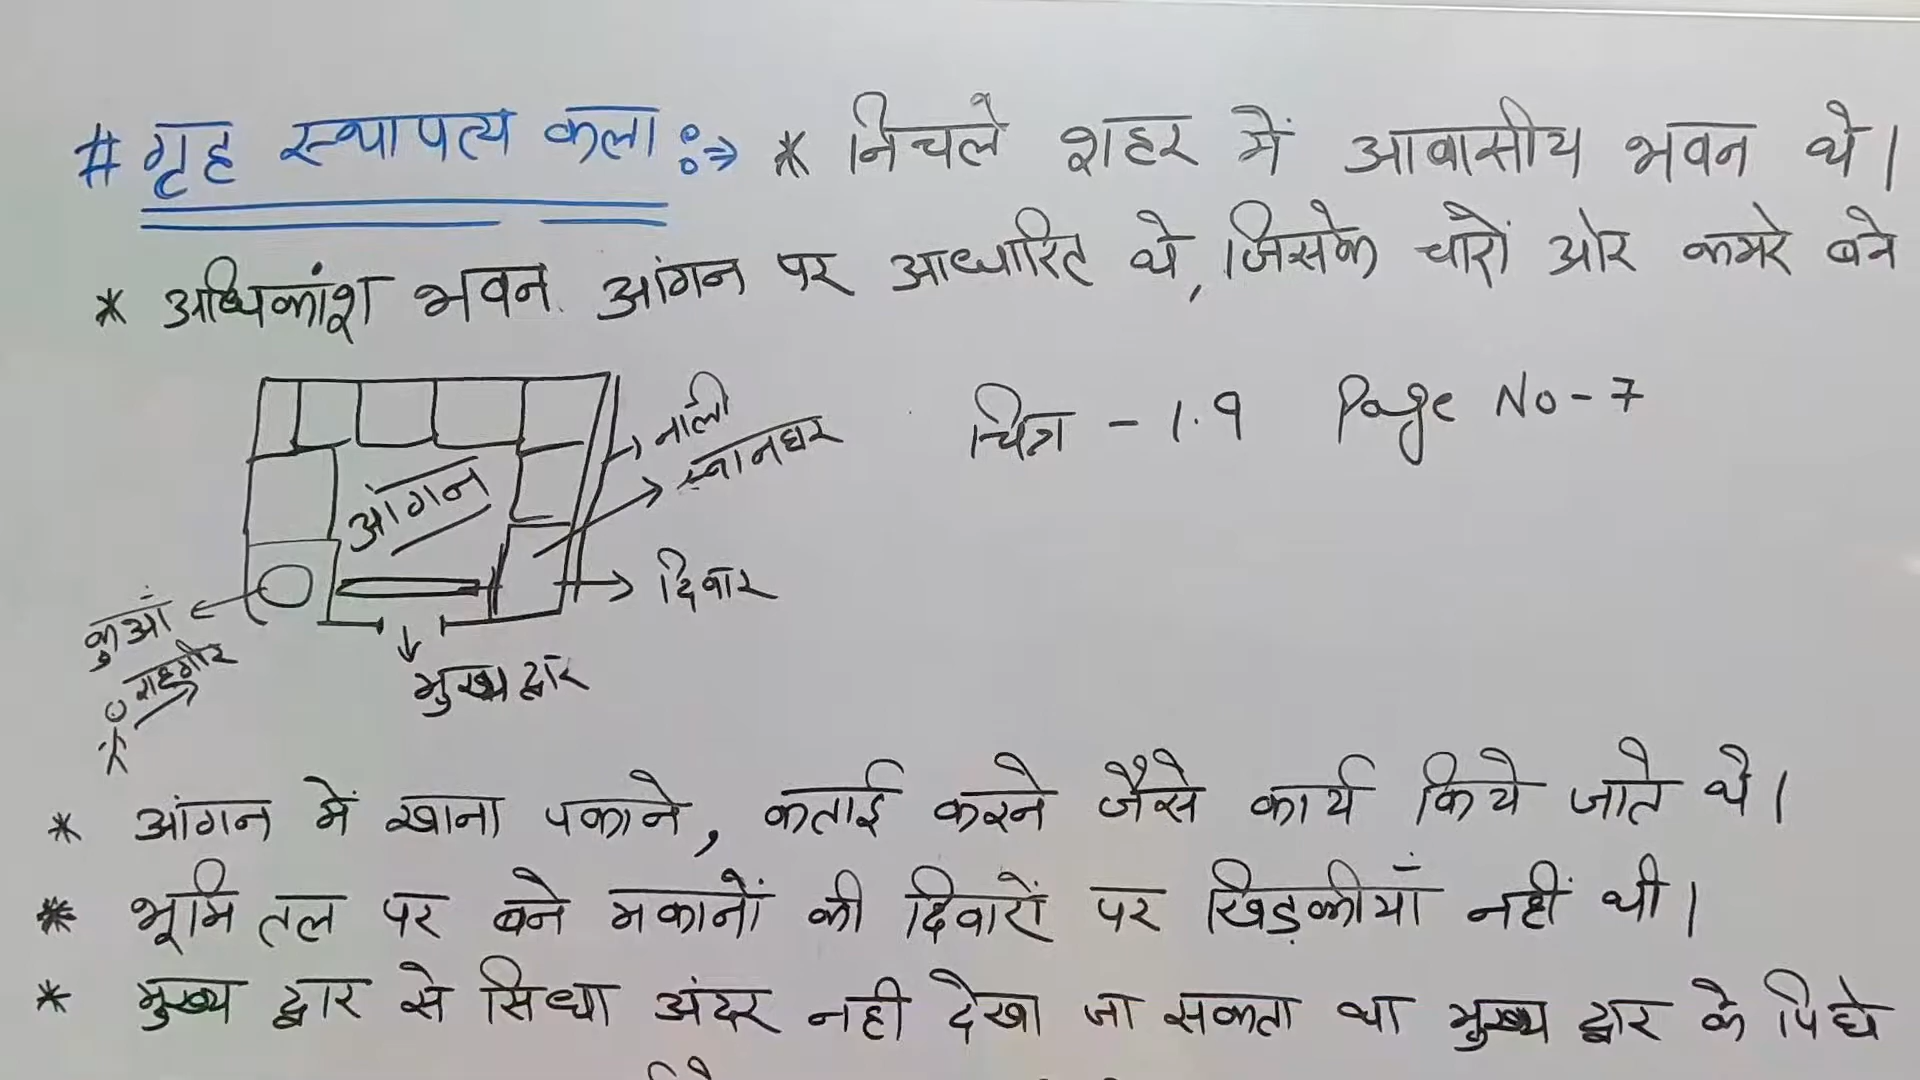 # गृह स्थापत्य कला :⇒ * निचले शहर में आवासीय भवन थे।
* अधिकांश भवन आंगन पर आधारित थे, जिसके चारों ओर कमरे बने
नाली
स्नानघर
चित्र - 1.9 Page No - 7
आंगन
दिवार
कुआं
राहगीर
मुख्य द्वार
* आंगन में खाना पकाने, कताई करने जैसे कार्य किये जाते थे।
* भूमि तल पर बने मकानों की दिवारों पर खिड़कीयाँ नहीं थी।
* मुख्य द्वार से सिधा अंदर नही देखा जा सकता था मुख्य द्वार के पिछे